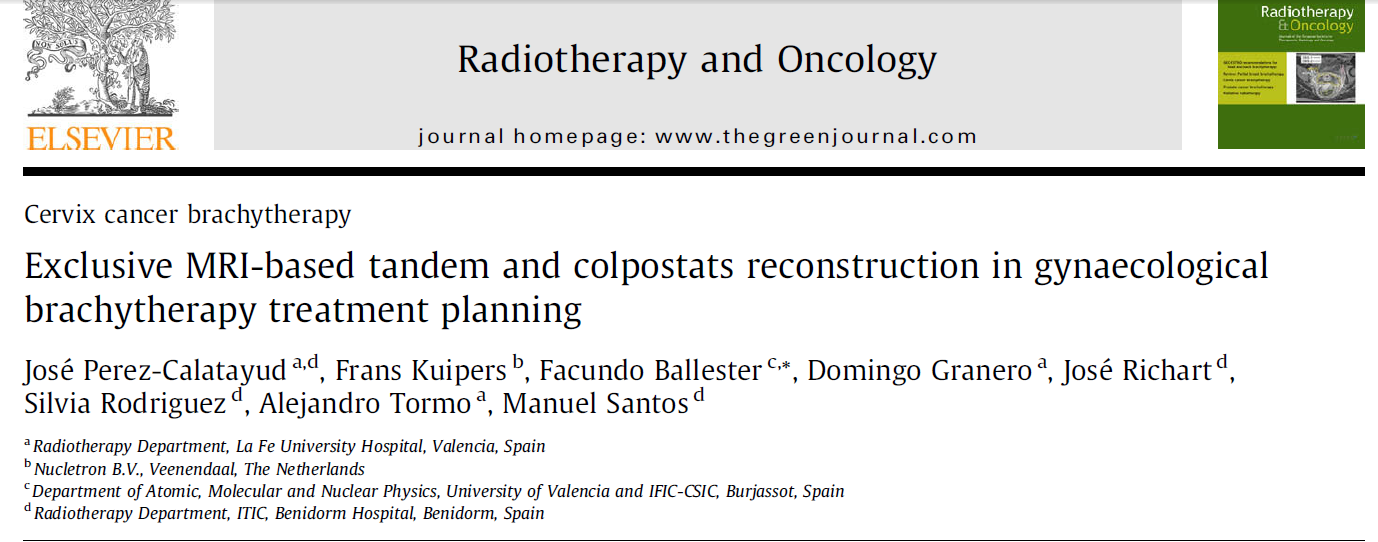 NON SOLUS
ELSEVIER
Radiotherapy and Oncology
journal homepage: www.thegreenjournal.com
Radiotherapy
&Oncology
Cervix cancer brachytherapy
Exclusive MRI-based tandem and colpostats reconstruction in gynaecological
brachytherapy treatment planning
José Perez-Calatayud a,d, Frans Kuipers b, Facundo Ballester c,*, Domingo Granero a, José Richart d,
Silvia Rodriguez d, Alejandro Tormo a, Manuel Santos d
a Radiotherapy Department, La Fe University Hospital, Valencia, Spain
b Nucletron B.V., Veenendaal, The Netherlands
c Department of Atomic, Molecular and Nuclear Physics, University of Valencia and IFIC-CSIC, Burjassot, Spain
d Radiotherapy Department, ITIC, Benidorm Hospital, Benidorm, Spain